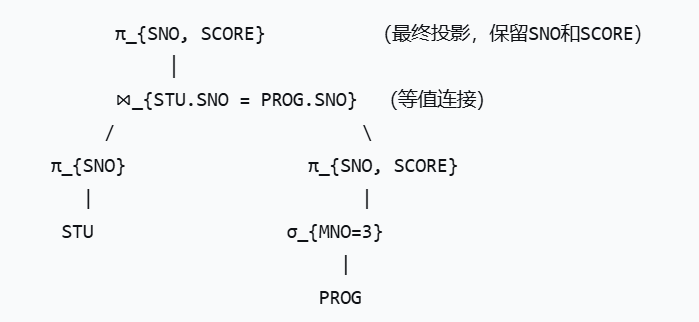 π_{SNO, SCORE}           （最终投影，保留SNO和SCORE）
|
⋈_{STU.SNO = PROG.SNO}   （等值连接）
/                       \
π_{SNO}                 π_{SNO, SCORE}
|                         |
STU                  σ_{MNO=3}
|
PROG